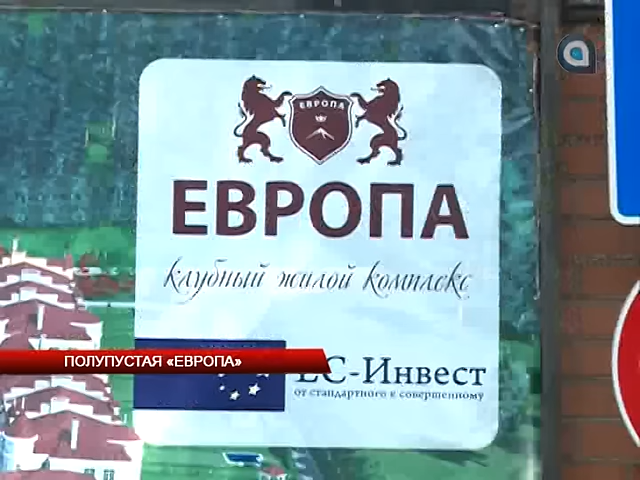 ЕВРОПА
ЕВРОПА
клубный жилой комплекс
ПОЛУПУСТАЯ «ЕВРОПА»
ЕС-Инвест
от стандартного к совершенному